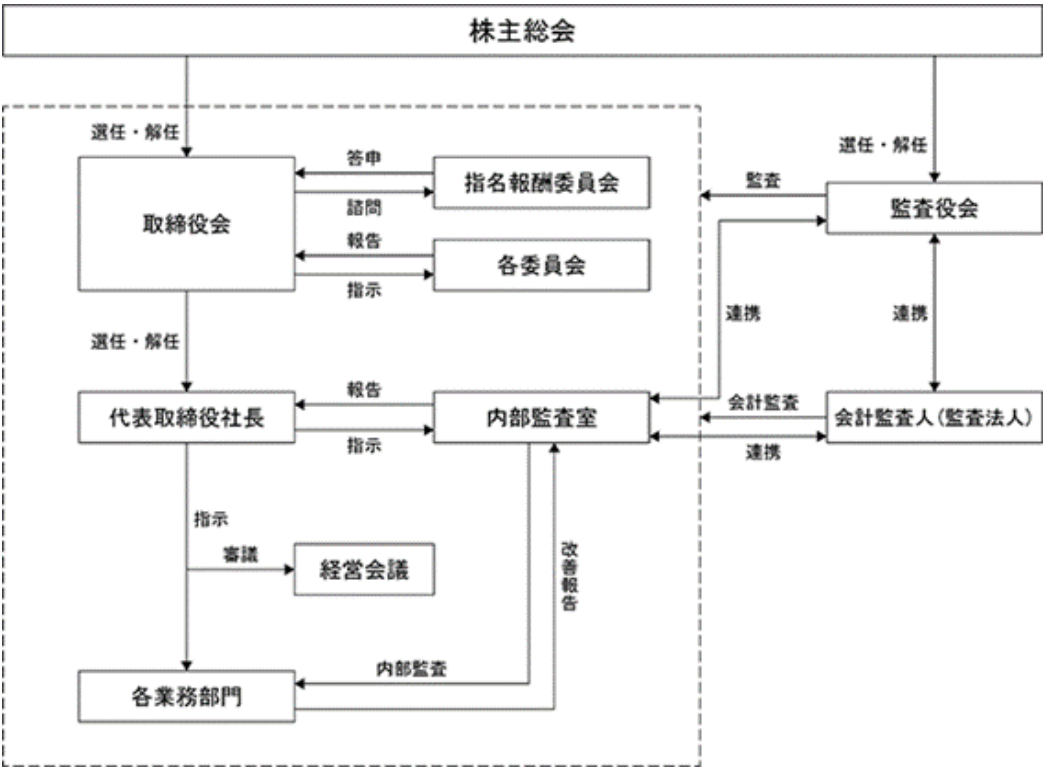 株主総会
選任・解任
選任・解任
答申
指名報酬委員会
監査
監査役会
諮問
取締役会
報告
各委員会
指示
連携
連携
選任・解任
報告
代表取締役社長
内部監査室
会計監査
会計監査人(監査法人)
指示
連携
指示
審議
経営会議
改善報告
内部監査
各業務部門